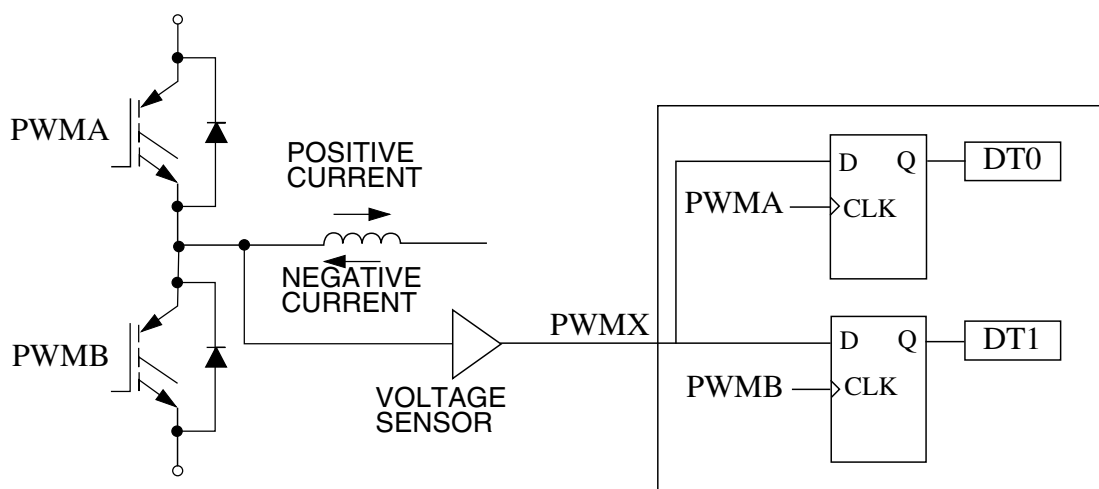 PWMA
POSITIVE
CURRENT
NEGATIVE
CURRENT
PWMB
VOLTAGE
SENSOR
PWMX
D
Q
DT0
PWMA
CLK
D
Q
DT1
PWMB
CLK